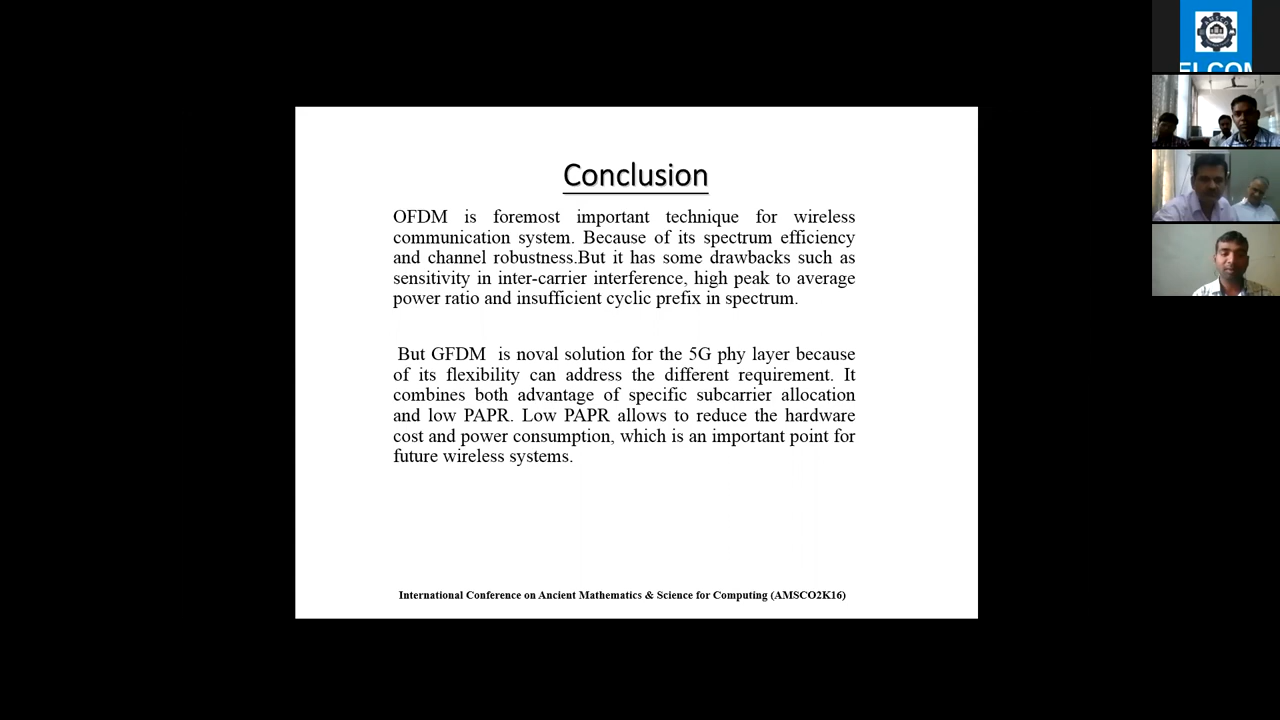 Conclusion
OFDM is foremost important technique for wireless
communication system. Because of its spectrum efficiency
and channel robustness.But it has some drawbacks such as
sensitivity in inter-carrier interference, high peak to average
power ratio and insufficient cyclic prefix in spectrum.
But GFDM is noval solution for the 5G phy layer because
of its flexibility can address the different requirement. It
combines both advantage of specific subcarrier allocation
and low PAPR. Low PAPR allows to reduce the hardware
cost and power consumption, which is an important point for
future wireless systems.
International Conference on Ancient Mathematics & Science for Computing (AMSCO2K16)